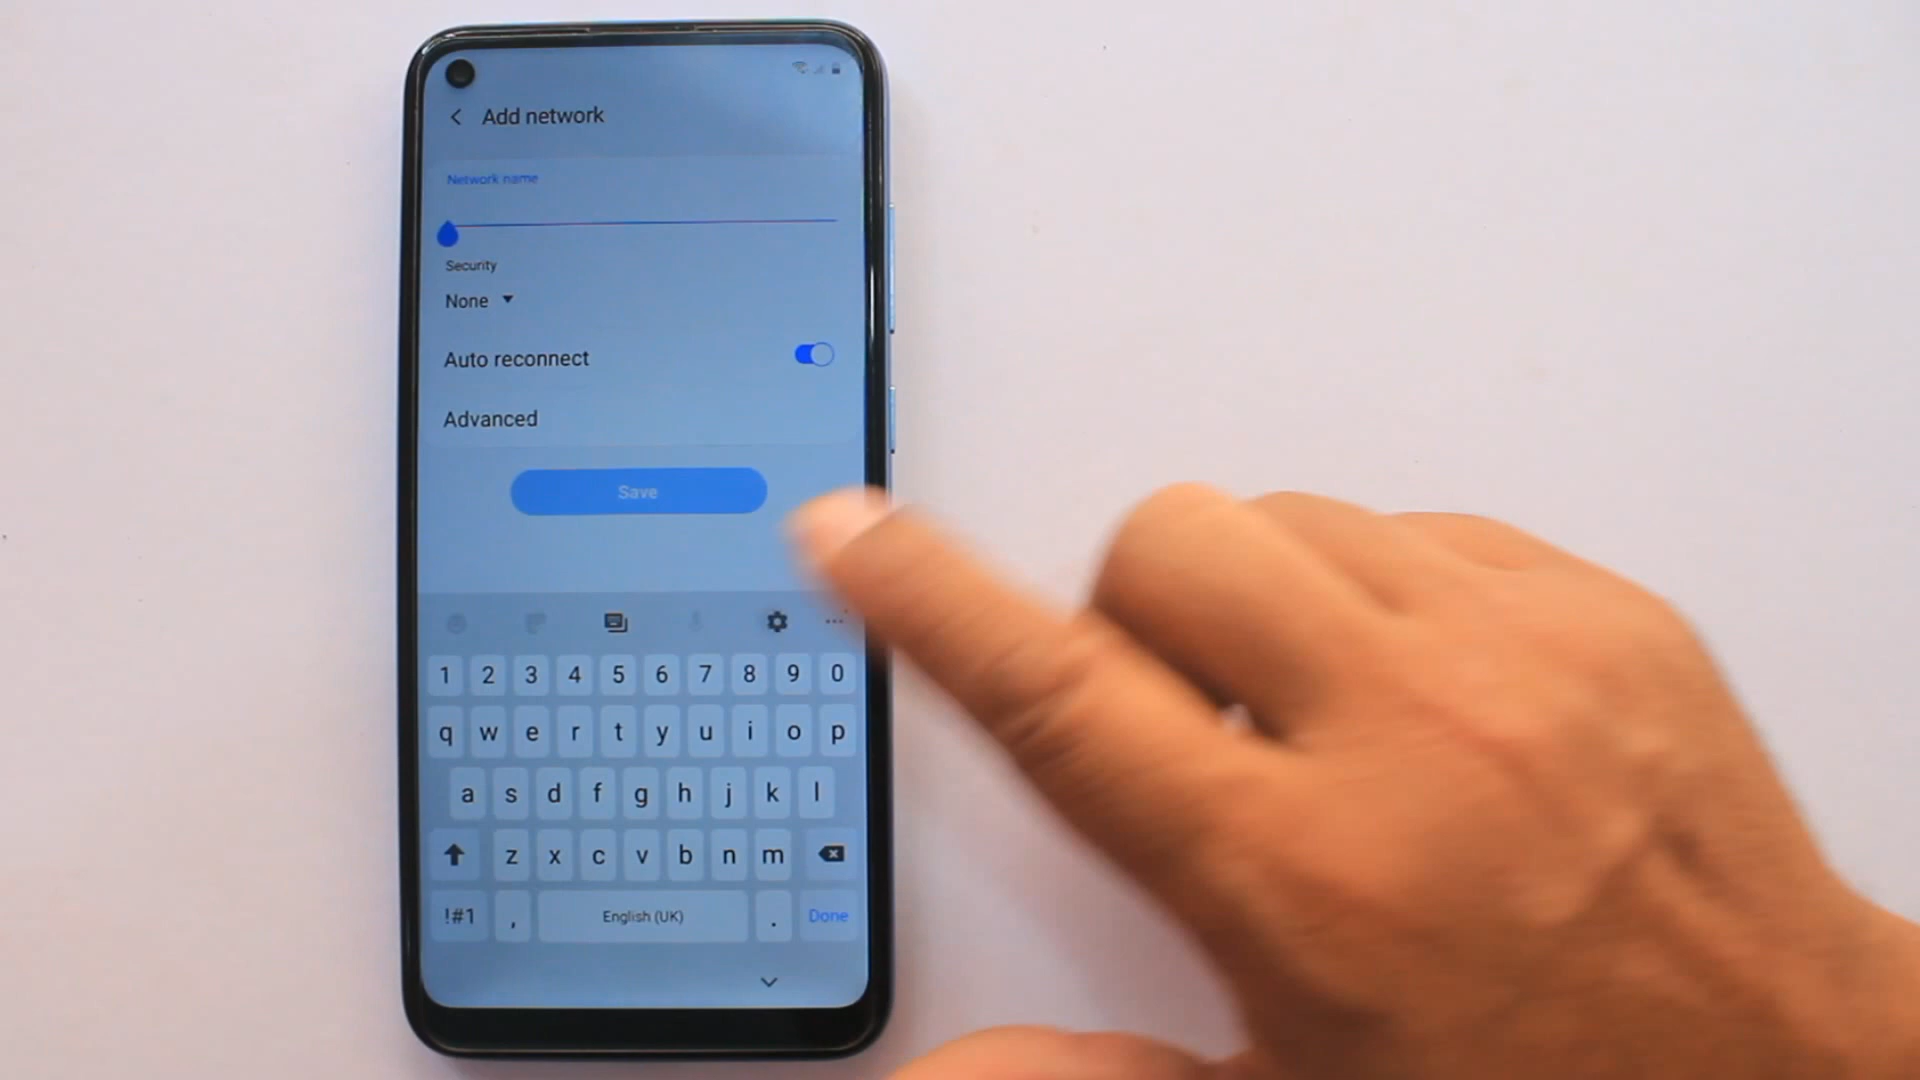 Add network
Network name
Security
None
Auto reconnect
Advanced
Save
1 2 3 4 5 6 7 8 9 0
q w e r t y u i o p
a s d f g h j k l
z x c v b n m
!#1 , English (UK) . Done